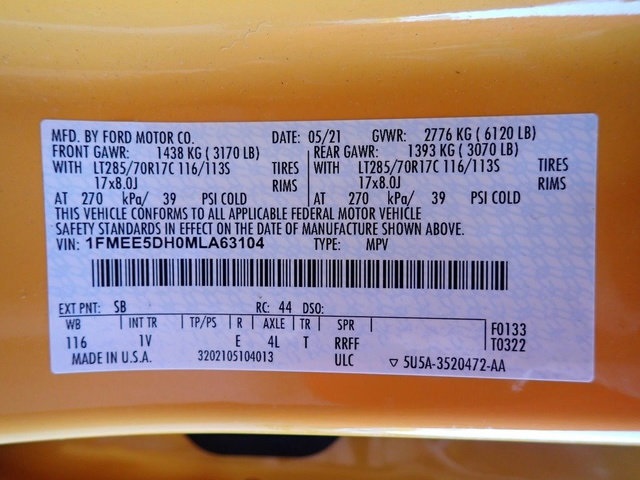 MFD. BY FORD MOTOR CO. DATE: 05/21 GVWR: 2776 KG ( 6120 LB)
FRONT GAWR: 1438 KG ( 3170 LB) REAR GAWR: 1393 KG ( 3070 LB)
WITH LT285/70R17C 116/113S TIRES WITH LT285/70R17C 116/113S TIRES
17x8.0J RIMS 17x8.0J RIMS
AT 270 kPa/ 39 PSI COLD AT 270 kPa/ 39 PSI COLD
THIS VEHICLE CONFORMS TO ALL APPLICABLE FEDERAL MOTOR VEHICLE
SAFETY STANDARDS IN EFFECT ON THE DATE OF MANUFACTURE SHOWN ABOVE.
VIN: 1FMEE5DH0MLA63104 TYPE: MPV
EXT PNT: SB RC: 44 DSO:
WB INT TR TP/PS R AXLE TR SPR F0133
116 1V E 4L T RRFF T0322
MADE IN U.S.A. 3202105104013 ULC ▽ 5U5A-3520472-AA